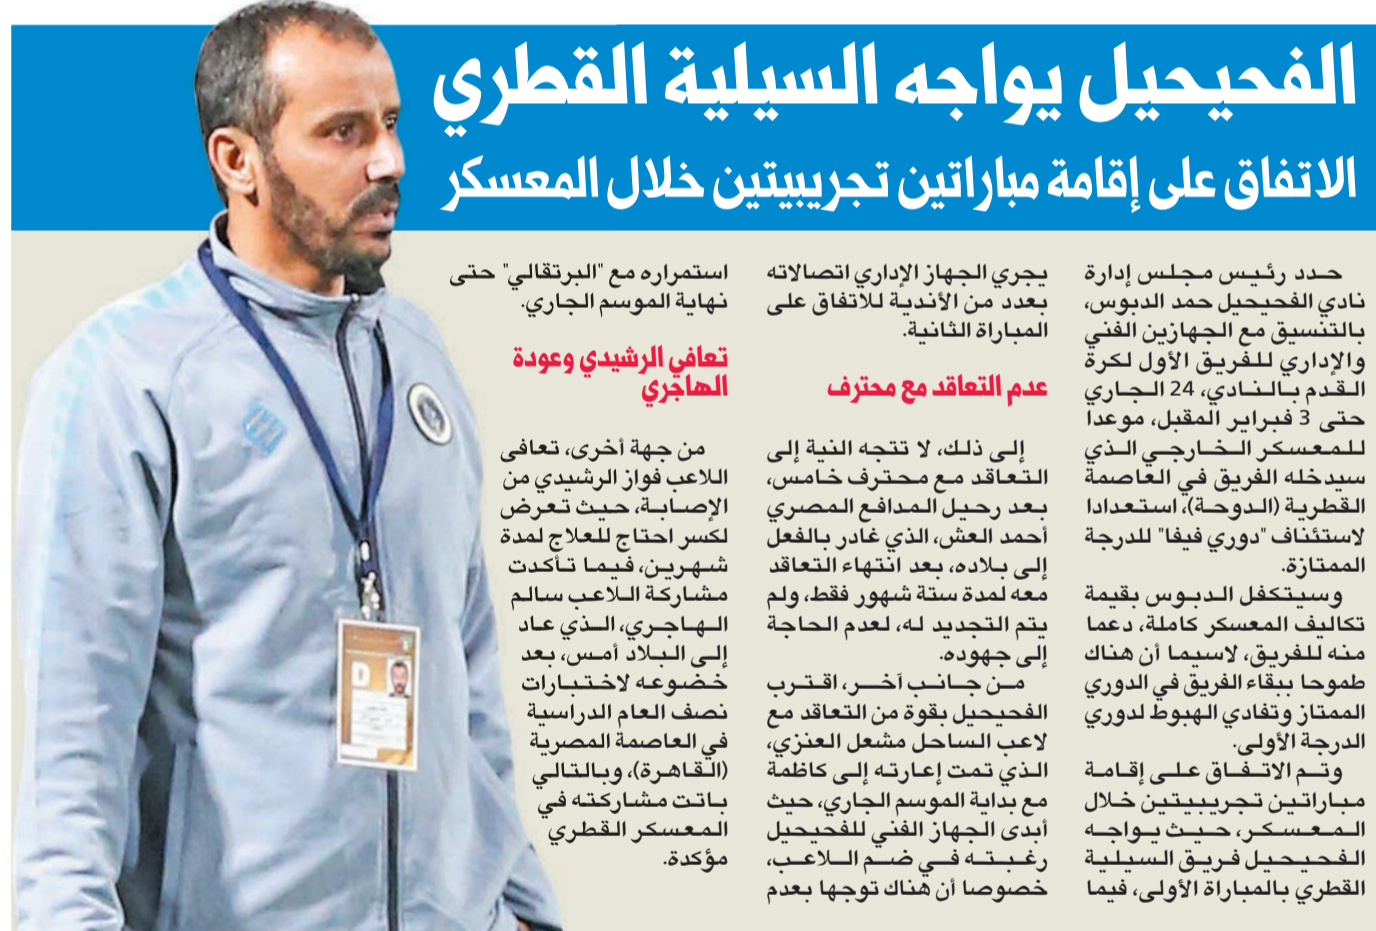 الفحيحيل يواجه السيلية القطري
الاتفاق على إقامة مباراتين تجريبيتين خلال المعسكر
حدد رئيس مجلس إدارة
نادي الفحيحيل حمد الدبوس،
بالتنسيق مع الجهازين الفني
والإداري للفريق الأول لكرة
القدم بالنادي، 24 الجاري
حتى 3 فبراير المقبل، موعدا
للمعسكر الخارجي الذي
سيدخله الفريق في العاصمة
القطرية (الدوحة)، استعدادا
لاستئناف "دوري فيفا" للدرجة
الممتازة.
وسيتكفل الدبوس بقيمة
تكاليف المعسكر كاملة، دعما
منه للفريق، لاسيما أن هناك
طموحا ببقاء الفريق في الدوري
الممتاز وتفادي الهبوط لدوري
الدرجة الأولى.
وتم الاتفاق على إقامة
مباراتين تجريبيتين خلال
المعسكر، حيث يواجه
الفحيحيل فريق السيلية
القطري بالمباراة الأولى، فيما
يجري الجهاز الإداري اتصالاته
بعدد من الأندية للاتفاق على
المباراة الثانية.
عدم التعاقد مع محترف
إلى ذلك، لا تتجه النية إلى
التعاقد مع محترف خامس،
بعد رحيل المدافع المصري
أحمد العش، الذي غادر بالفعل
إلى بلاده، بعد انتهاء التعاقد
معه لمدة ستة شهور فقط، ولم
يتم التجديد له، لعدم الحاجة
إلى جهوده.
من جانب آخر، اقترب
الفحيحيل بقوة من التعاقد مع
لاعب الساحل مشعل العنزي،
الذي تمت إعارته إلى كاظمة
مع بداية الموسم الجاري، حيث
أبدى الجهاز الفني للفحيحيل
رغبته في ضم اللاعب،
خصوصا أن هناك توجها بعدم
استمراره مع "البرتقالي" حتى
نهاية الموسم الجاري.
تعافي الرشيدي وعودة
الهاجري
من جهة أخرى، تعافى
اللاعب فواز الرشيدي من
الإصابة، حيث تعرض
لكسر احتاج للعلاج لمدة
شهرين، فيما تأكدت
مشاركة اللاعب سالم
الهاجري، الذي عاد
إلى البلاد أمس، بعد
خضوعه لاختبارات
نصف العام الدراسية
في العاصمة المصرية
(القاهرة)، وبالتالي
باتت مشاركته في
المعسكر القطري
مؤكدة.
D